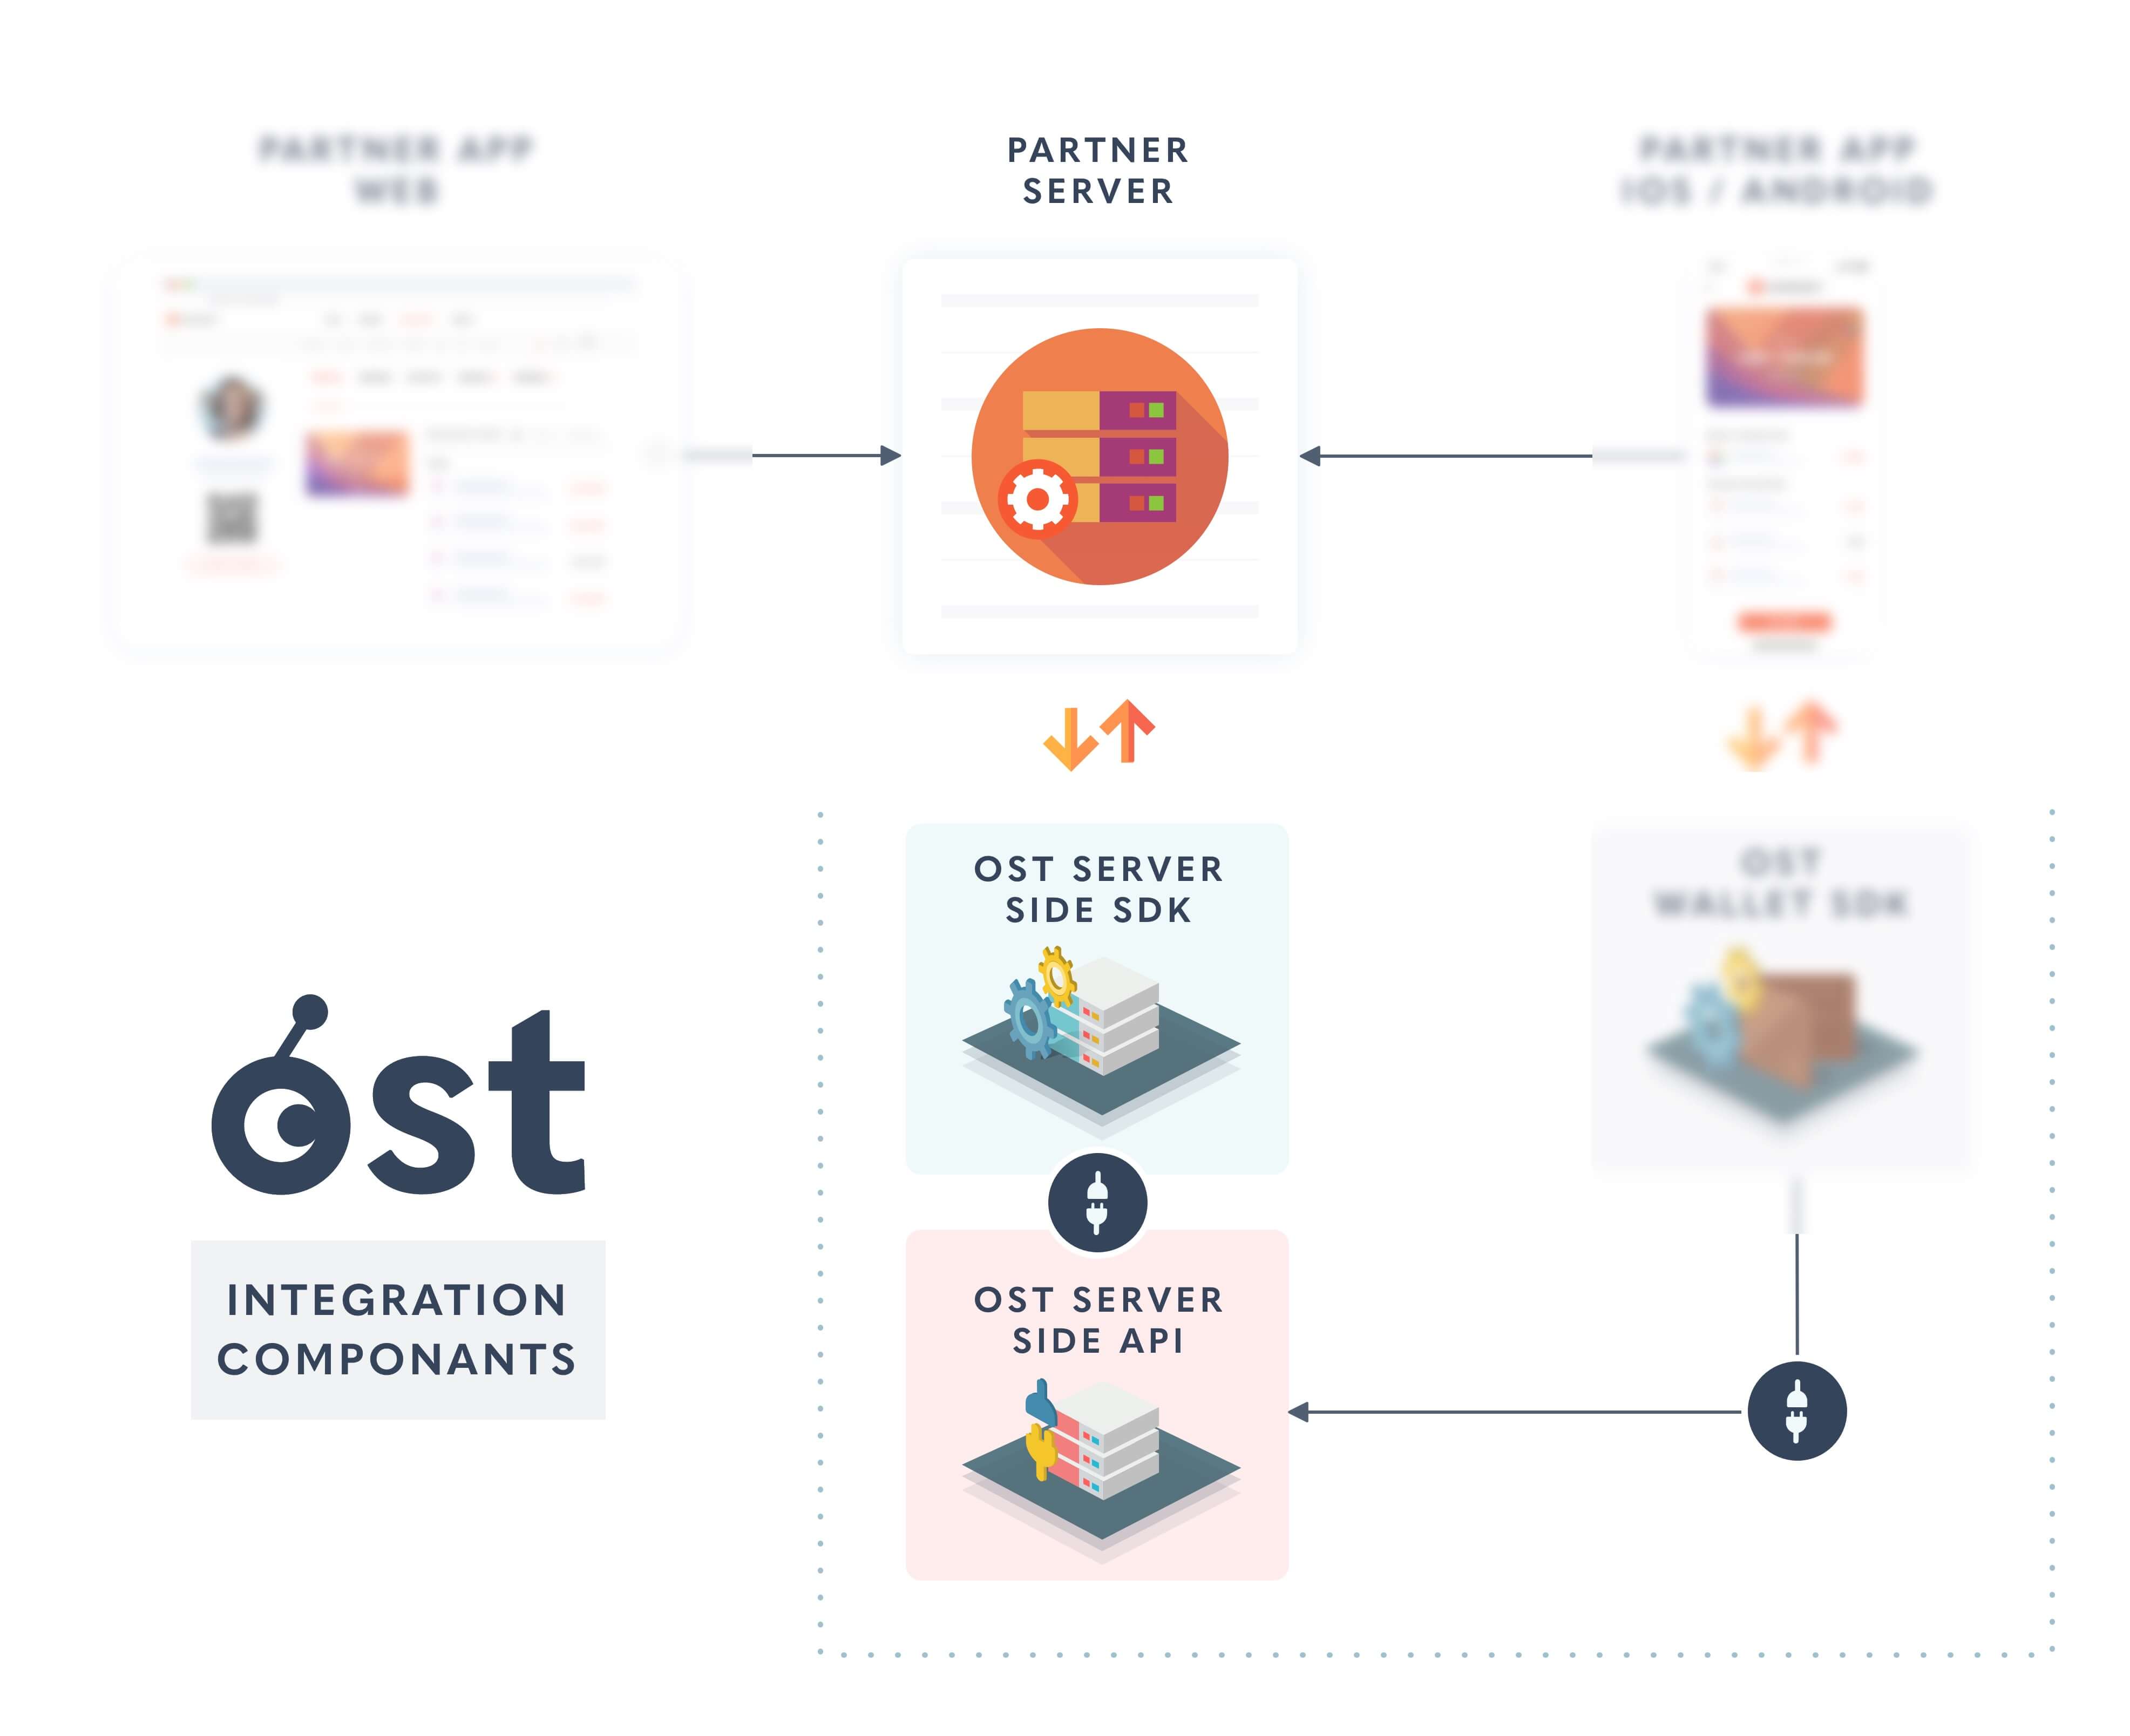 PARTNER APP
WEB
PARTNER
SERVER
PARTNER APP
IOS / ANDROID
OST SERVER
SIDE SDK
OST
WALLET SDK
ost
INTEGRATION
COMPONANTS
OST SERVER
SIDE API